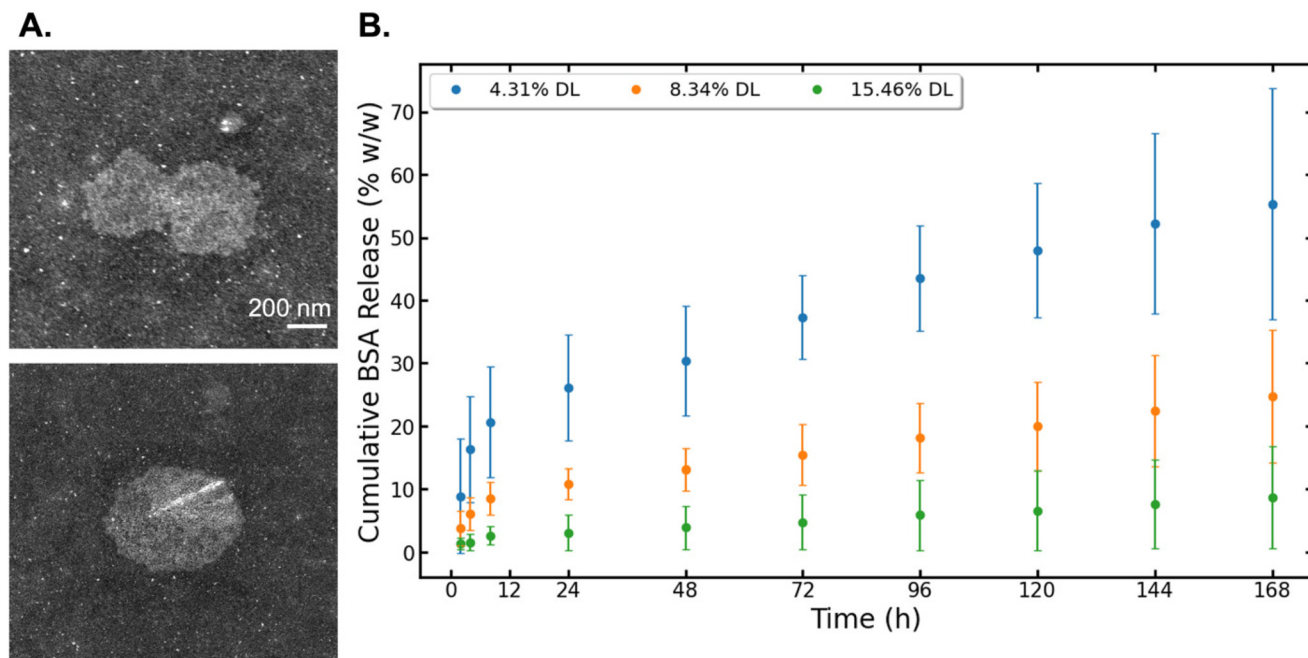 A.
B.
200 nm
4.31% DL
8.34% DL
15.46% DL
Cumulative BSA Release (% w/w)
70
60
50
40
30
20
10
0
0 12 24 48 72 96 120 144 168
Time (h)